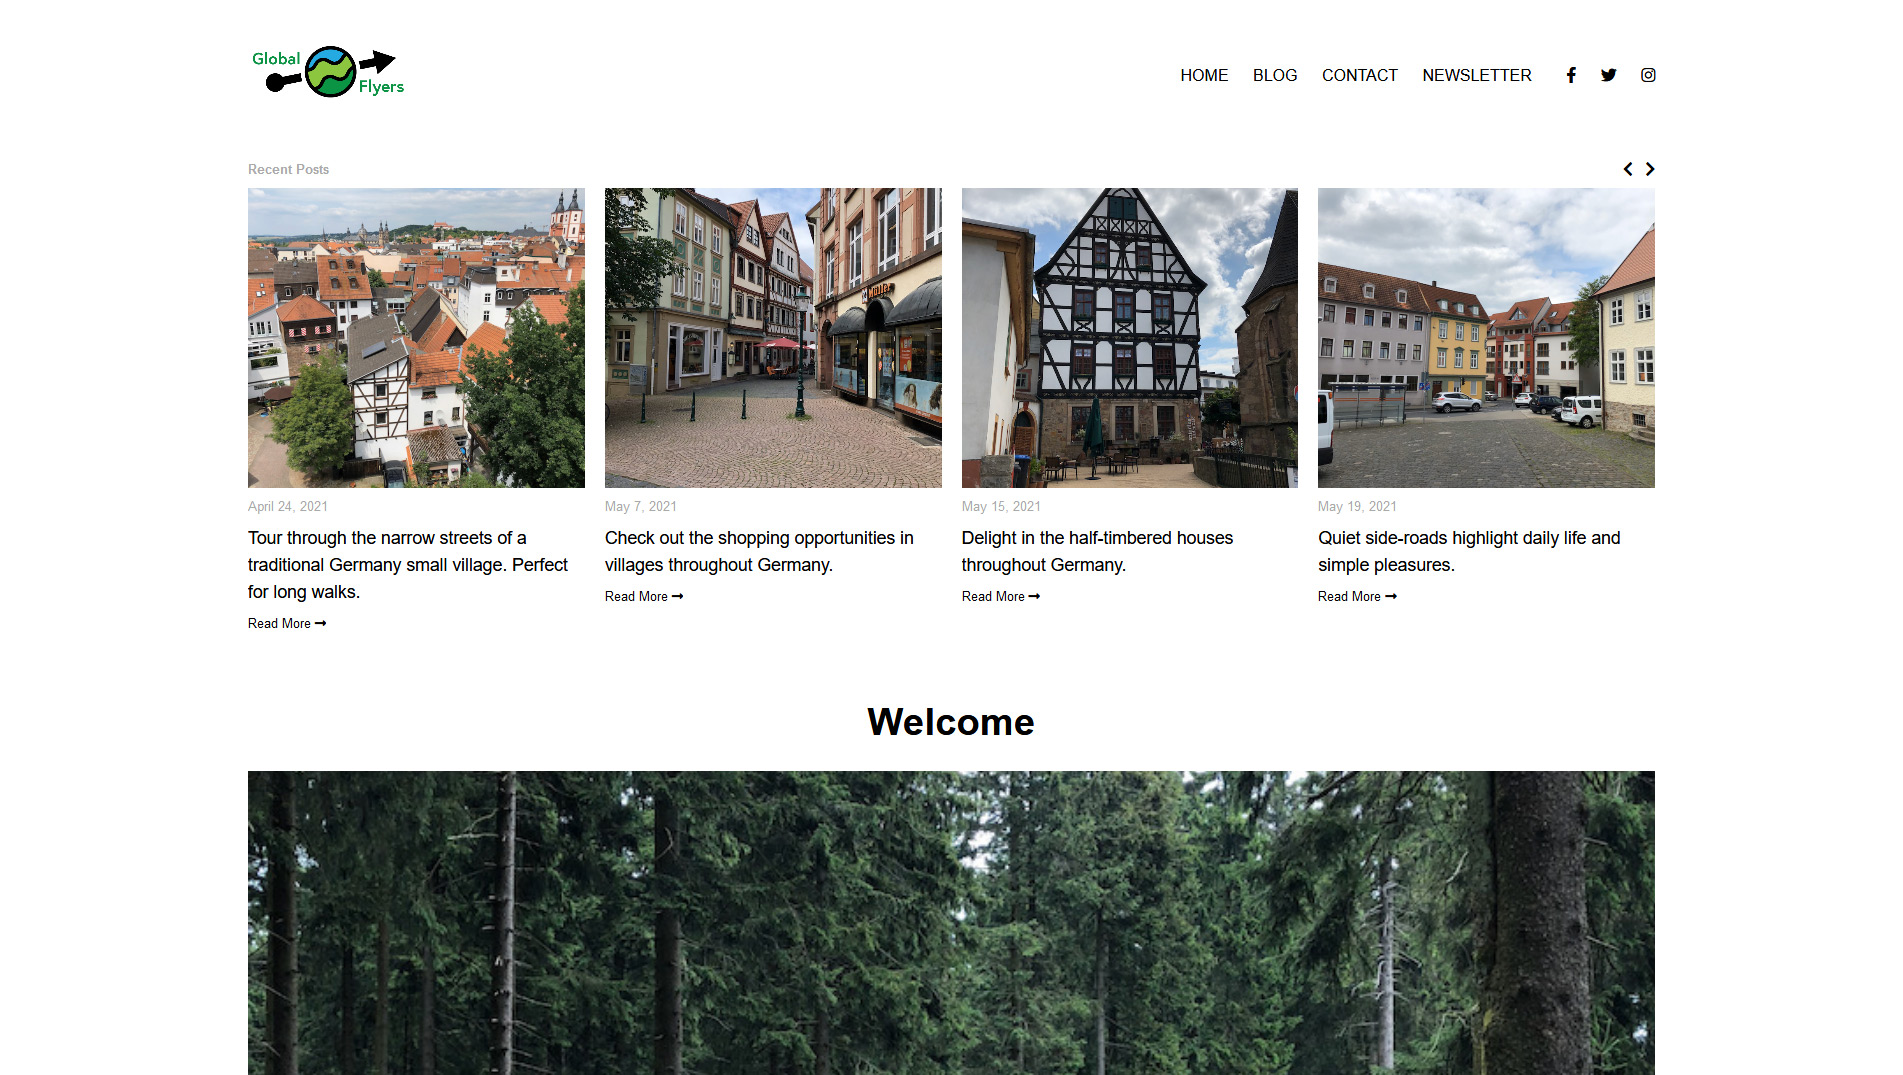 Global
Flyers
HOME BLOG CONTACT NEWSLETTER
Recent Posts
Müller
April 24, 2021
Tour through the narrow streets of a
traditional Germany small village. Perfect
for long walks.
Read More
May 7, 2021
Check out the shopping opportunities in
villages throughout Germany.
Read More
May 15, 2021
Delight in the half-timbered houses
throughout Germany.
Read More
May 19, 2021
Quiet side-roads highlight daily life and
simple pleasures.
Read More
Welcome